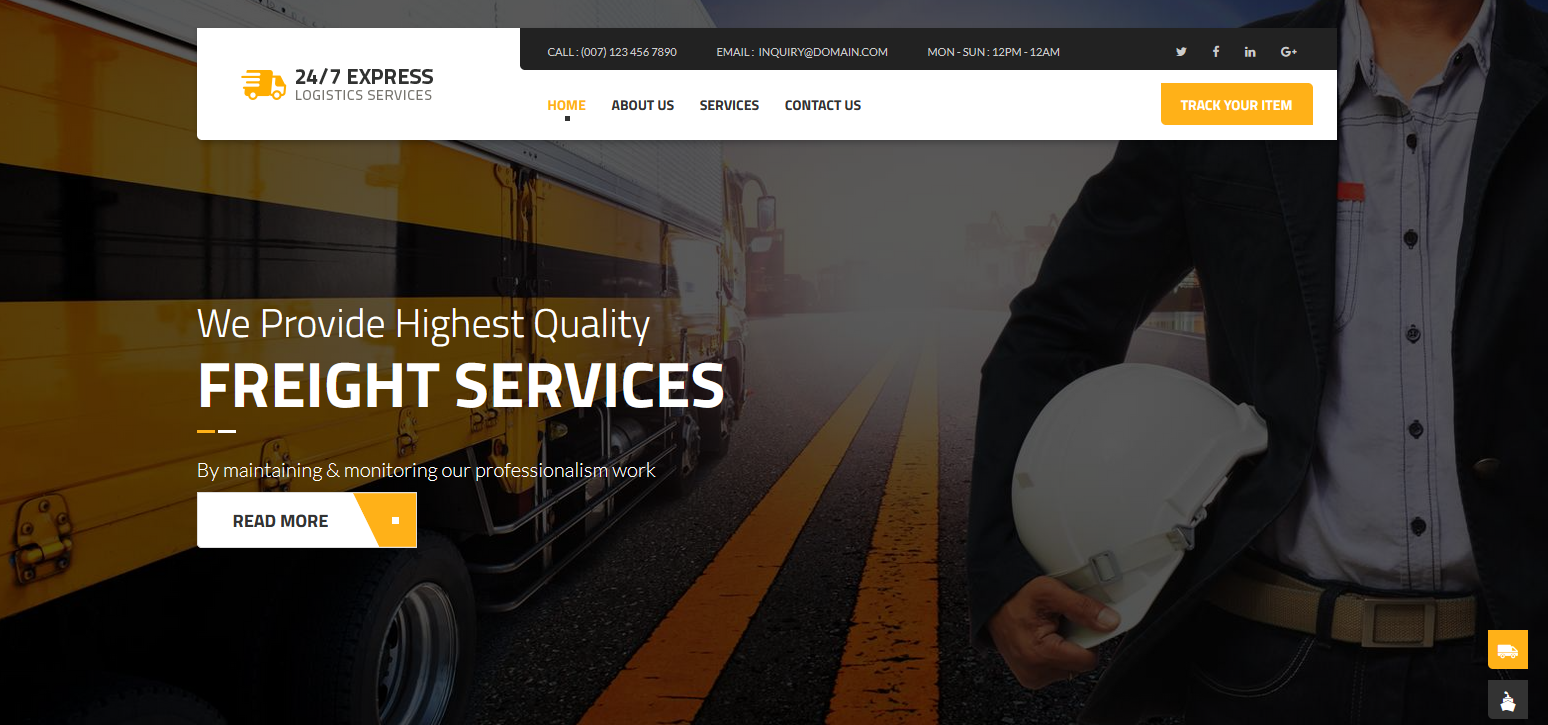 CALL : (007) 123 456 7890
EMAIL : INQUIRY@DOMAIN.COM
MON - SUN : 12PM - 12AM
24/7 EXPRESS
LOGISTICS SERVICES
HOME
ABOUT US
SERVICES
CONTACT US
TRACK YOUR ITEM
We Provide Highest Quality
FREIGHT SERVICES
By maintaining & monitoring our professionalism work
READ MORE